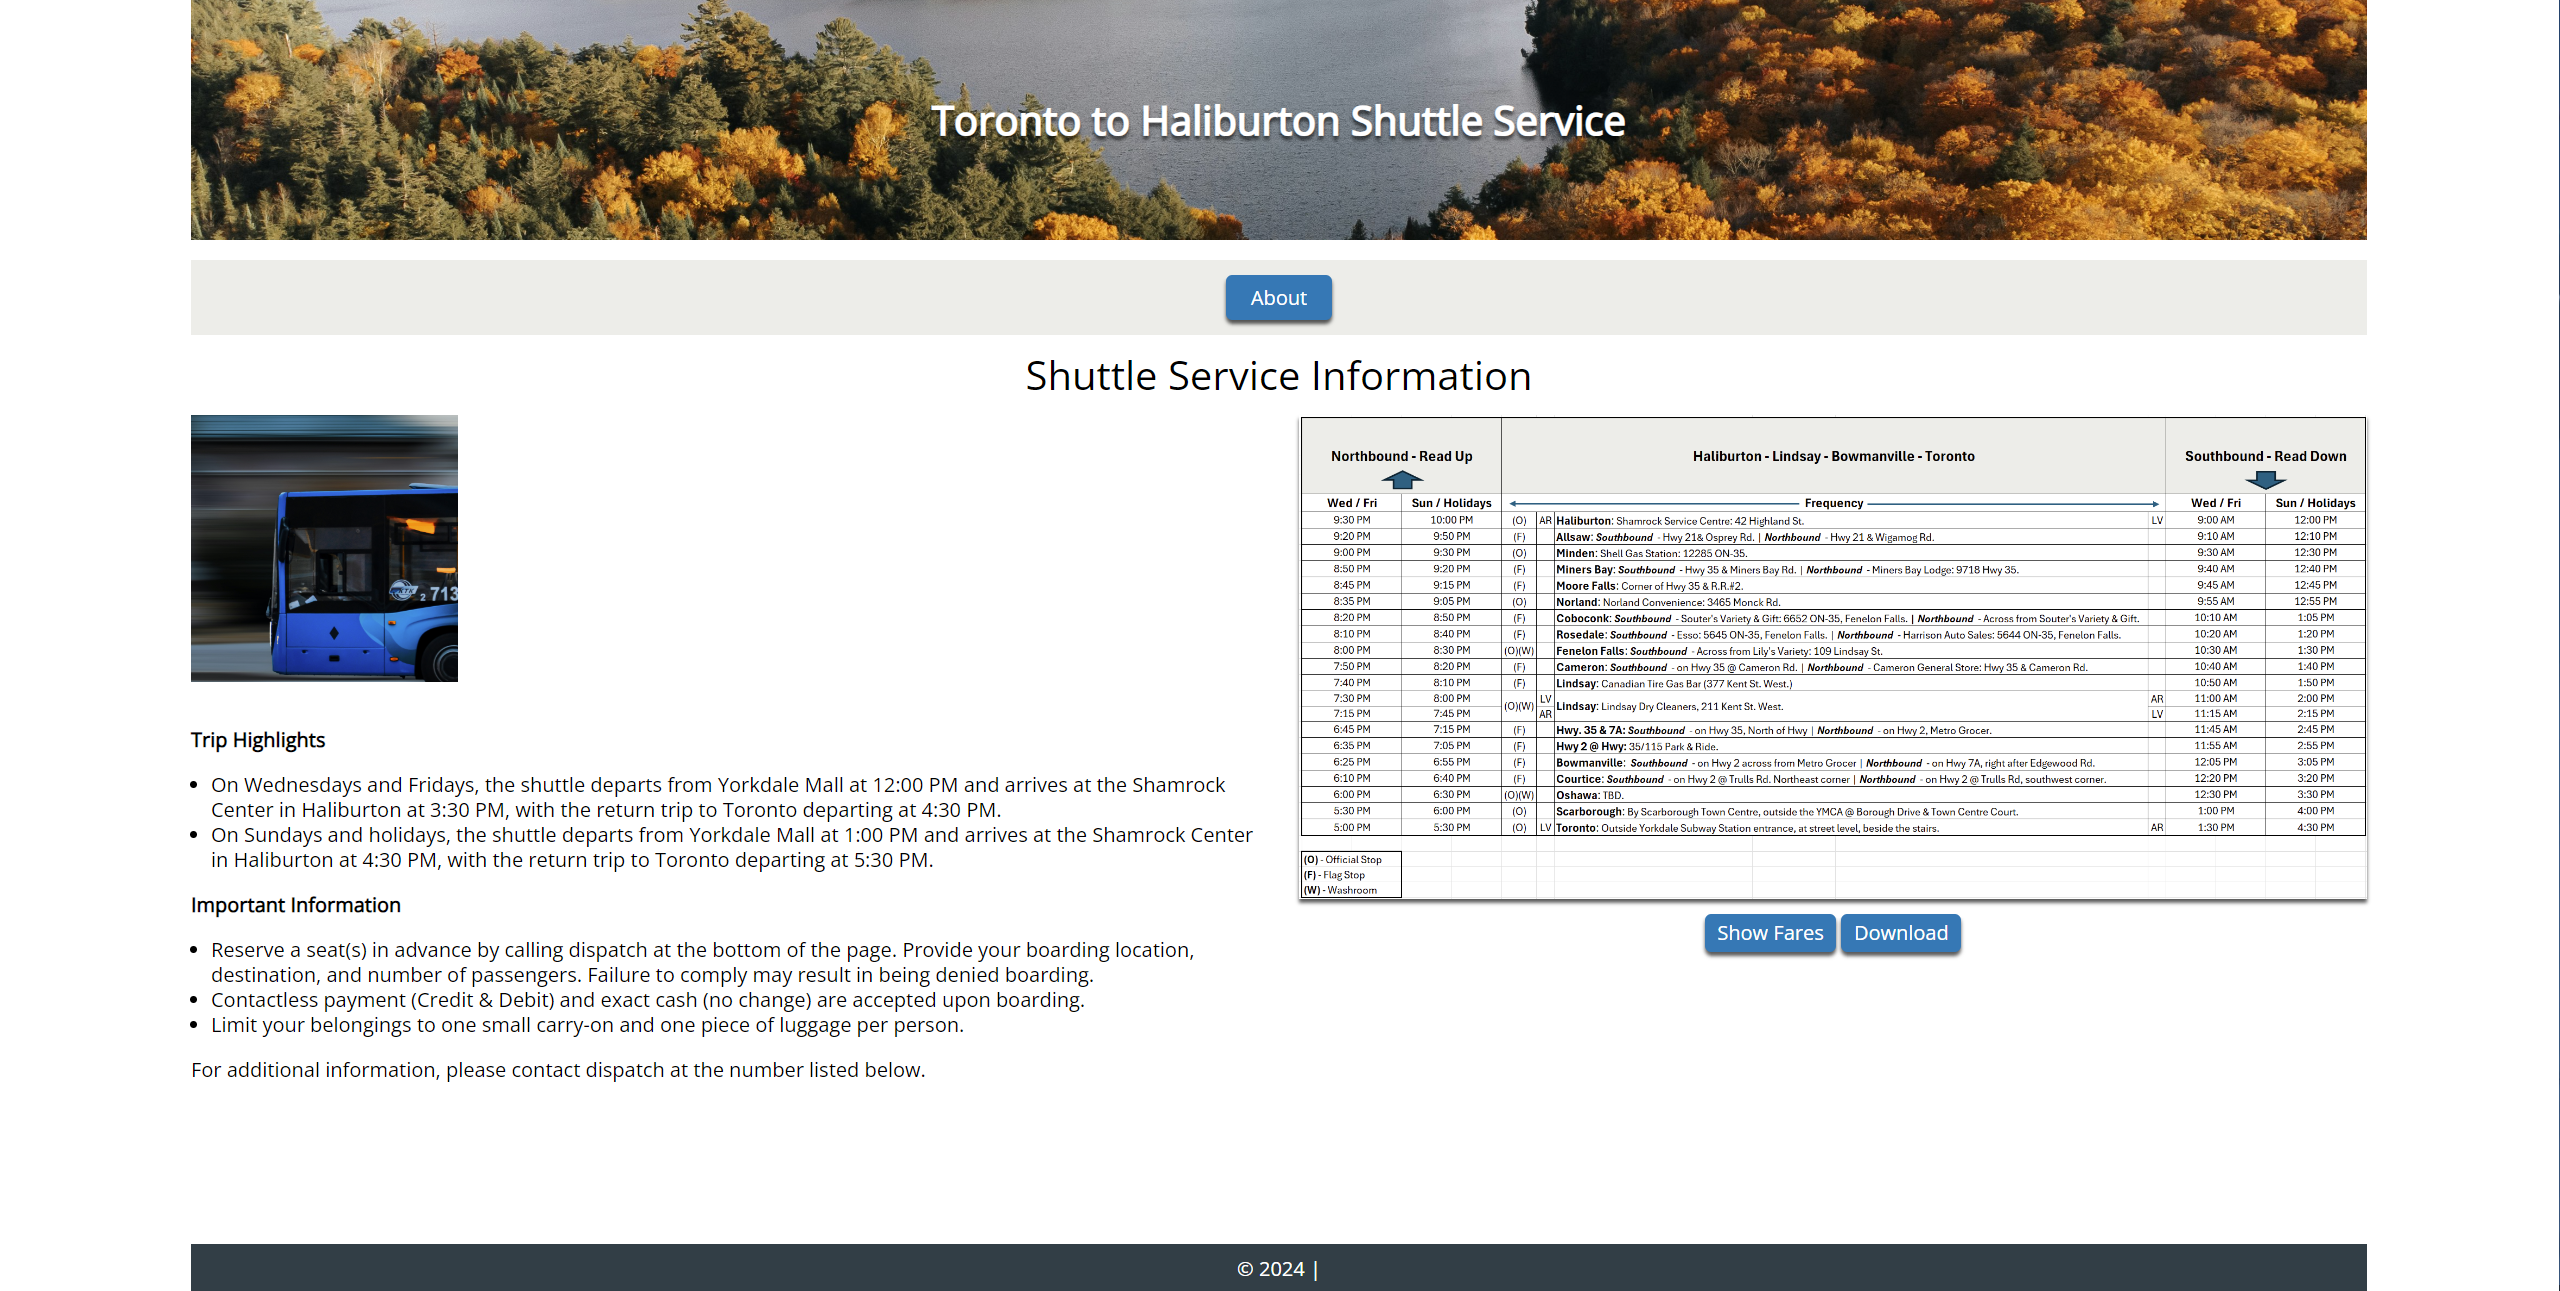 Toronto to Haliburton Shuttle Service
About
Shuttle Service Information
2 713
Trip Highlights
On Wednesdays and Fridays, the shuttle departs from Yorkdale Mall at 12:00 PM and arrives at the Shamrock
Center in Haliburton at 3:30 PM, with the return trip to Toronto departing at 4:30 PM.
On Sundays and holidays, the shuttle departs from Yorkdale Mall at 1:00 PM and arrives at the Shamrock Center
in Haliburton at 4:30 PM, with the return trip to Toronto departing at 5:30 PM.
Important Information
Reserve a seat(s) in advance by calling dispatch at the bottom of the page. Provide your boarding location,
destination, and number of passengers. Failure to comply may result in being denied boarding.
Contactless payment (Credit & Debit) and exact cash (no change) are accepted upon boarding.
Limit your belongings to one small carry-on and one piece of luggage per person.
For additional information, please contact dispatch at the number listed below.
Northbound - Read Up Haliburton - Lindsay - Bowmanville - Toronto Southbound - Read Down
Wed / Fri Sun / Holidays Frequency Wed / Fri Sun / Holidays
9:30 PM 10:00 PM (O) AR Haliburton: Shamrock Service Centre: 42 Highland St. LV 9:00 AM 12:00 PM
9:20 PM 9:50 PM (F) Allsaw: Southbound - Hwy 21& Osprey Rd. | Northbound - Hwy 21 & Wigamog Rd. 9:10 AM 12:10 PM
9:00 PM 9:30 PM (O) Minden: Shell Gas Station: 12285 ON-35. 9:30 AM 12:30 PM
8:50 PM 9:20 PM (F) Miners Bay: Southbound - Hwy 35 & Miners Bay Rd. | Northbound - Miners Bay Lodge: 9718 Hwy 35. 9:40 AM 12:40 PM
8:45 PM 9:15 PM (F) Moore Falls: Corner of Hwy 35 & R.R.#2. 9:45 AM 12:45 PM
8:35 PM 9:05 PM (O) Norland: Norland Convenience: 3465 Monck Rd. 9:55 AM 12:55 PM
8:20 PM 8:50 PM (F) Coboconk: Southbound - Souter's Variety & Gift: 6652 ON-35, Fenelon Falls. | Northbound - Across from Souter's Variety & Gift. 10:10 AM 1:05 PM
8:10 PM 8:40 PM (F) Rosedale: Southbound - Esso: 5645 ON-35, Fenelon Falls. | Northbound - Harrison Auto Sales: 5644 ON-35, Fenelon Falls. 10:20 AM 1:20 PM
8:00 PM 8:30 PM (O)(W) Fenelon Falls: Southbound - Across from Lily's Variety: 109 Lindsay St. 10:30 AM 1:30 PM
7:50 PM 8:20 PM (F) Cameron: Southbound - on Hwy 35 @ Cameron Rd. | Northbound - Cameron General Store: Hwy 35 & Cameron Rd. 10:40 AM 1:40 PM
7:40 PM 8:10 PM (F) Lindsay: Canadian Tire Gas Bar (377 Kent St. West.) 10:50 AM 1:50 PM
7:30 PM 8:00 PM LV AR 11:00 AM 2:00 PM
(O)(W) Lindsay: Lindsay Dry Cleaners, 211 Kent St. West.
7:15 PM 7:45 PM AR LV 11:15 AM 2:15 PM
6:45 PM 7:15 PM (F) Hwy. 35 & 7A: Southbound - on Hwy 35, North of Hwy | Northbound - on Hwy 2, Metro Grocer. 11:45 AM 2:45 PM
6:35 PM 7:05 PM (F) Hwy 2 @ Hwy: 35/115 Park & Ride. 11:55 AM 2:55 PM
6:25 PM 6:55 PM (F) Bowmanville: Southbound - on Hwy 2 across from Metro Grocer | Northbound - on Hwy 7A, right after Edgewood Rd. 12:05 PM 3:05 PM
6:10 PM 6:40 PM (F) Courtice: Southbound - on Hwy 2 @ Trulls Rd. Northeast corner | Northbound - on Hwy 2 @ Trulls Rd, southwest corner. 12:20 PM 3:20 PM
6:00 PM 6:30 PM (O)(W) Oshawa: TBD. 12:30 PM 3:30 PM
5:30 PM 6:00 PM (O) Scarborough: By Scarborough Town Centre, outside the YMCA @ Borough Drive & Town Centre Court. 1:00 PM 4:00 PM
5:00 PM 5:30 PM (O) LV Toronto: Outside Yorkdale Subway Station entrance, at street level, beside the stairs. AR 1:30 PM 4:30 PM
(O) - Official Stop
(F) - Flag Stop
(W) - Washroom
Show Fares Download
© 2024 |